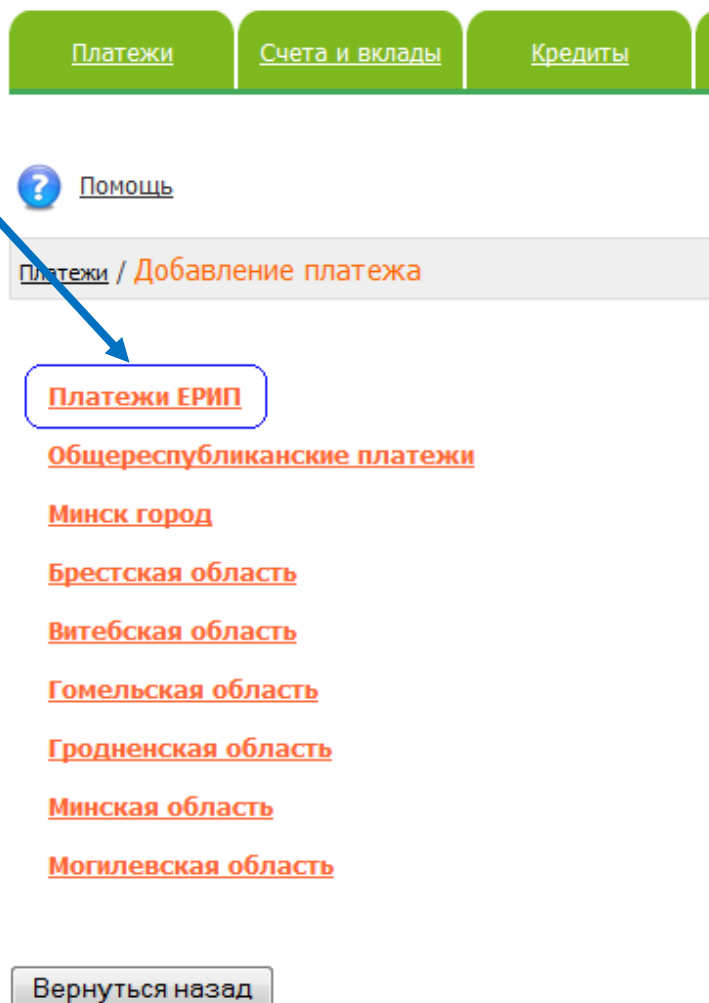 Платежи Счета и вклады Кредиты
Помощь
Платежи / Добавление платежа
Платежи ЕРИП
Общереспубликанские платежи
Минск город
Брестская область
Витебская область
Гомельская область
Гродненская область
Минская область
Могилевская область
Вернуться назад